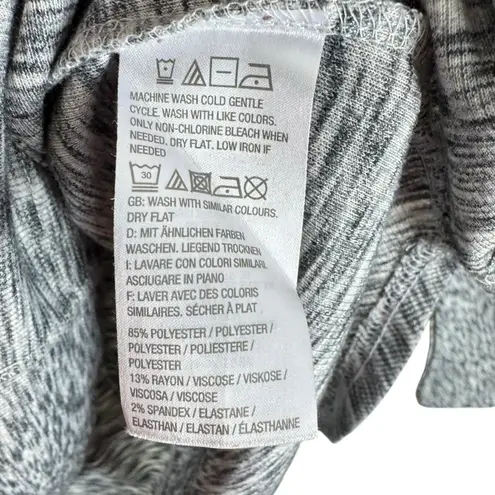 MACHINE WASH COLD GENTLE
CYCLE. WASH WITH LIKE COLORS.
ONLY NON-CHLORINE BLEACH WHEN
NEEDED. DRY FLAT. LOW IRON IF
NEEDED
30
GB: WASH WITH SIMILAR COLOURS.
DRY FLAT
D: MIT ÄHNLICHEN FARBEN
WASCHEN. LIEGEND TROCKNEN
I: LAVARE CON COLORI SIMILARI.
ASCIUGARE IN PIANO
F: LAVER AVEC DES COLORIS
SIMILAIRES. SÉCHER À PLAT
85% POLYESTER / POLYESTER /
POLYESTER / POLIESTERE /
POLYESTER
13% RAYON / VISCOSE / VISKOSE /
VISCOSA / VISCOSE
2% SPANDEX / ELASTANE /
ELASTHAN / ELASTAN / ÉLASTHANNE